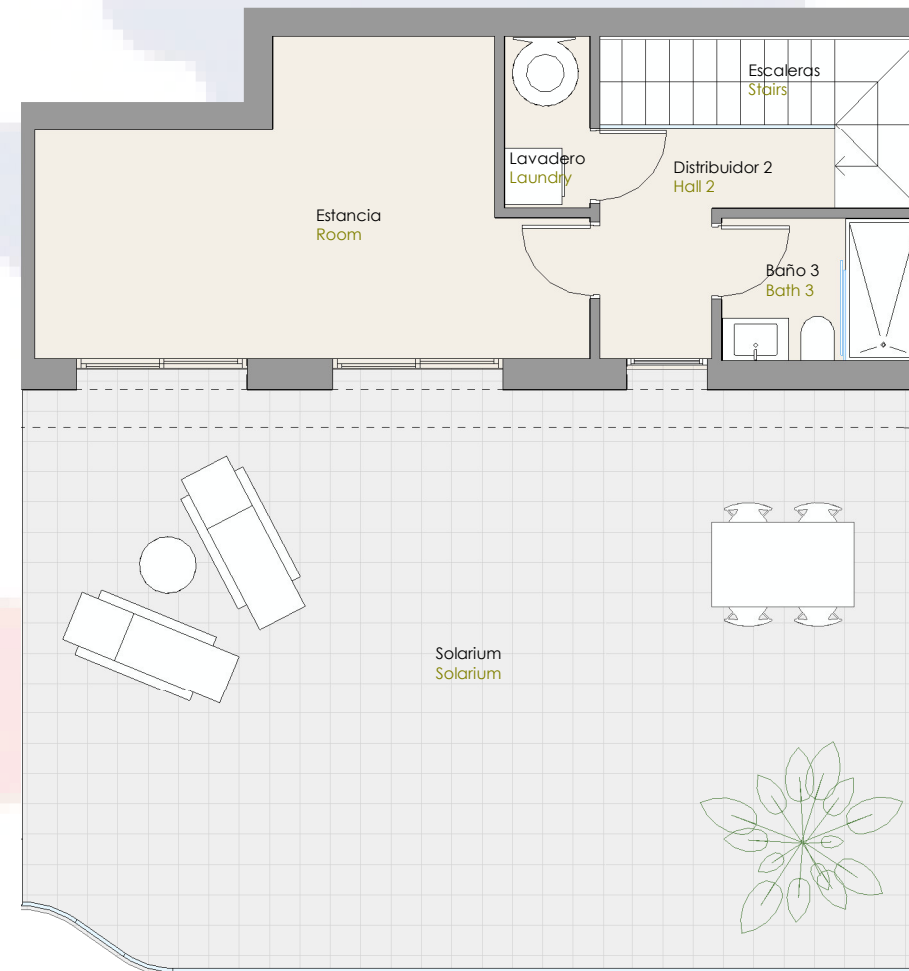 Escaleras
Stairs
Lavadero
Laundry
Distribuidor 2
Hall 2
Estancia
Room
Baño 3
Bath 3
Solarium
Solarium